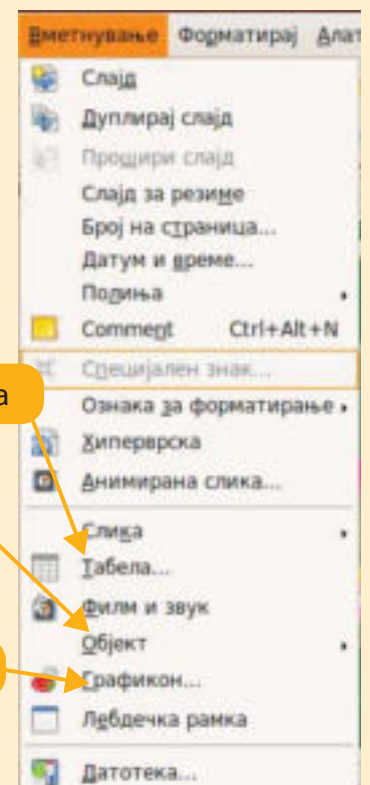 Вметнување Форматирај Алат
Слајд
Дуплирај слајд
Прошири слајд
Слајд за резиме
Број на страница...
Датум и време...
Полиња
Comment Ctrl+Alt+N
Специјален знак...
Ознака за форматирање
Хиперврска
а
Анимирана слика...
Слика
Табела...
Филм и звук
Објект
Графикон...
Лебдечка рамка
Датотека...